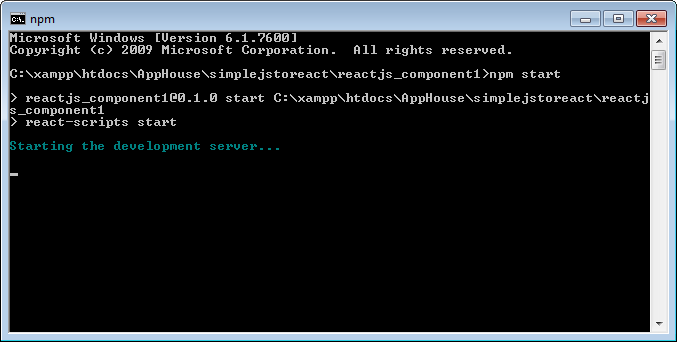 npm
Microsoft Windows [Version 6.1.7600]
Copyright (c) 2009 Microsoft Corporation.  All rights reserved.
C:\xampp\htdocs\AppHouse\simplejstoreact\reactjs_component1>npm start
> reactjs_component1@0.1.0 start C:\xampp\htdocs\AppHouse\simplejstoreact\reactj
s_component1
> react-scripts start
Starting the development server...